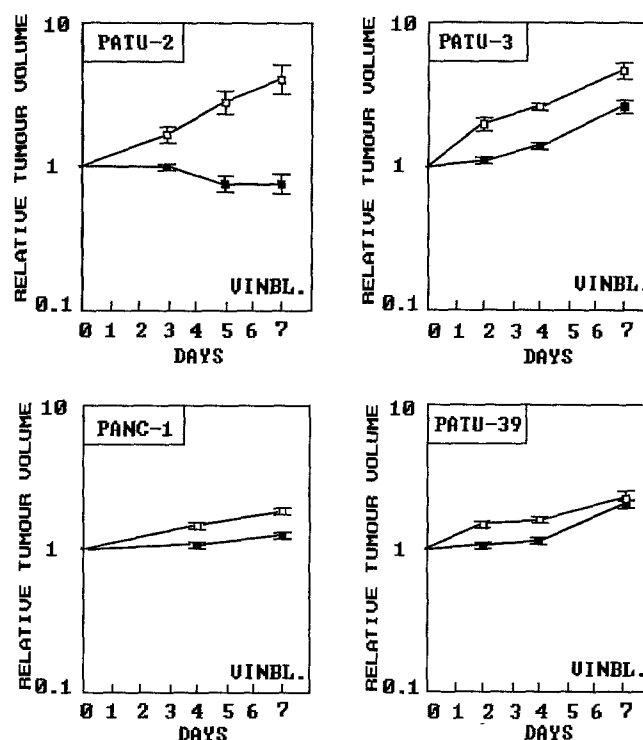 RELATIVE TUMOUR VOLUME
10
1
0.1
PATU-2
VINBL.
0 1 2 3 4 5 6 7
DAYS
RELATIVE TUMOUR VOLUME
10
1
0.1
PATU-3
VINBL.
0 1 2 3 4 5 6 7
DAYS
RELATIVE TUMOUR VOLUME
10
1
0.1
PANC-1
VINBL.
0 1 2 3 4 5 6 7
DAYS
RELATIVE TUMOUR VOLUME
10
1
0.1
PATU-39
VINBL.
0 1 2 3 4 5 6 7
DAYS